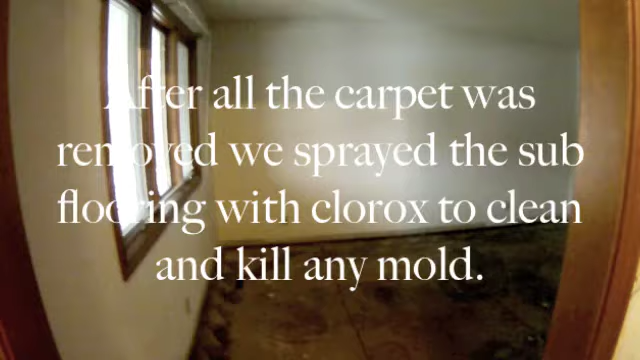 After all the carpet was
removed we sprayed the sub
flooring with clorox to clean
and kill any mold.